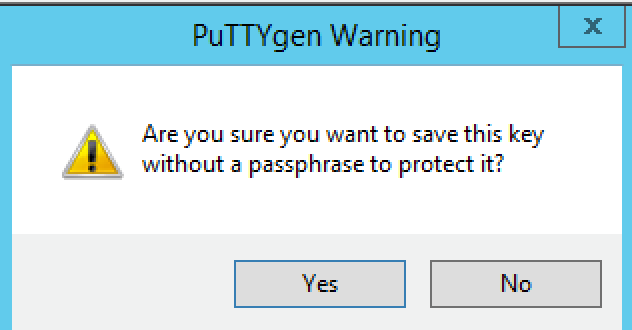 PuTTYgen Warning
X
Are you sure you want to save this key
without a passphrase to protect it?
Yes
No